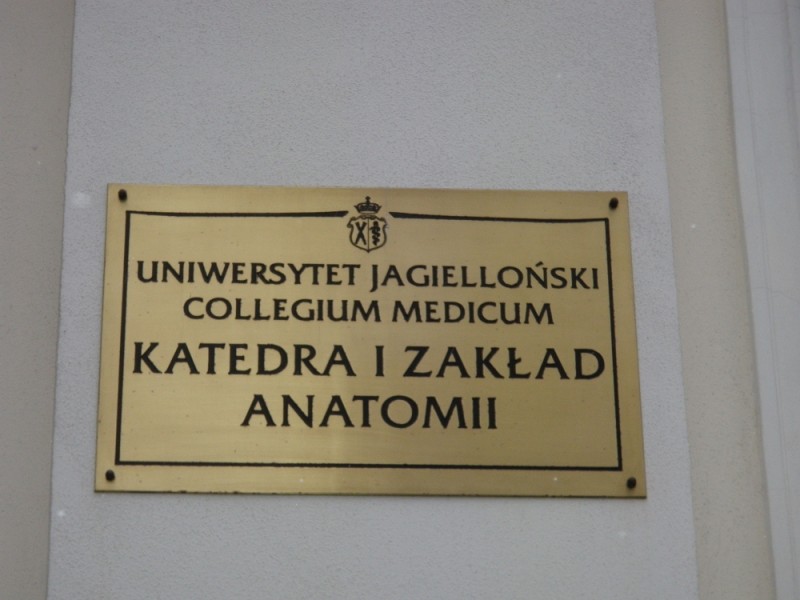 UNIWERSYTET JAGIELLOŃSKI
COLLEGIUM MEDICUM
KATEDRA I ZAKŁAD
ANATOMII